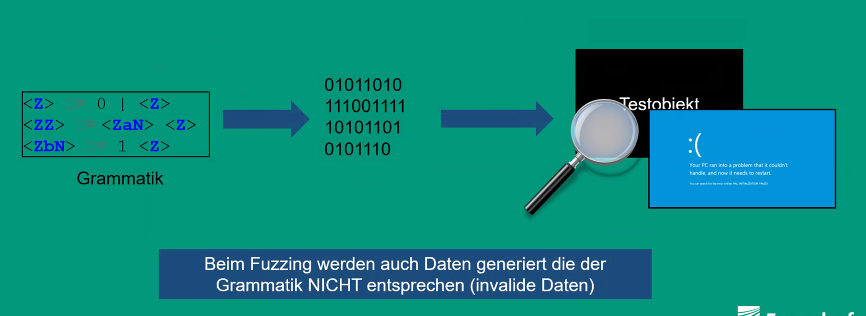 <Z> := 0 | <Z>
<ZZ> := <ZaN> <Z>
<ZbN> := 1 <Z>
Grammatik
01011010
111001111
10101101
0101110
Testobjekt
:(
Your PC ran into a problem that it couldn't
handle, and now it needs to restart.
Beim Fuzzing werden auch Daten generiert die der
Grammatik NICHT entsprechen (invalide Daten)